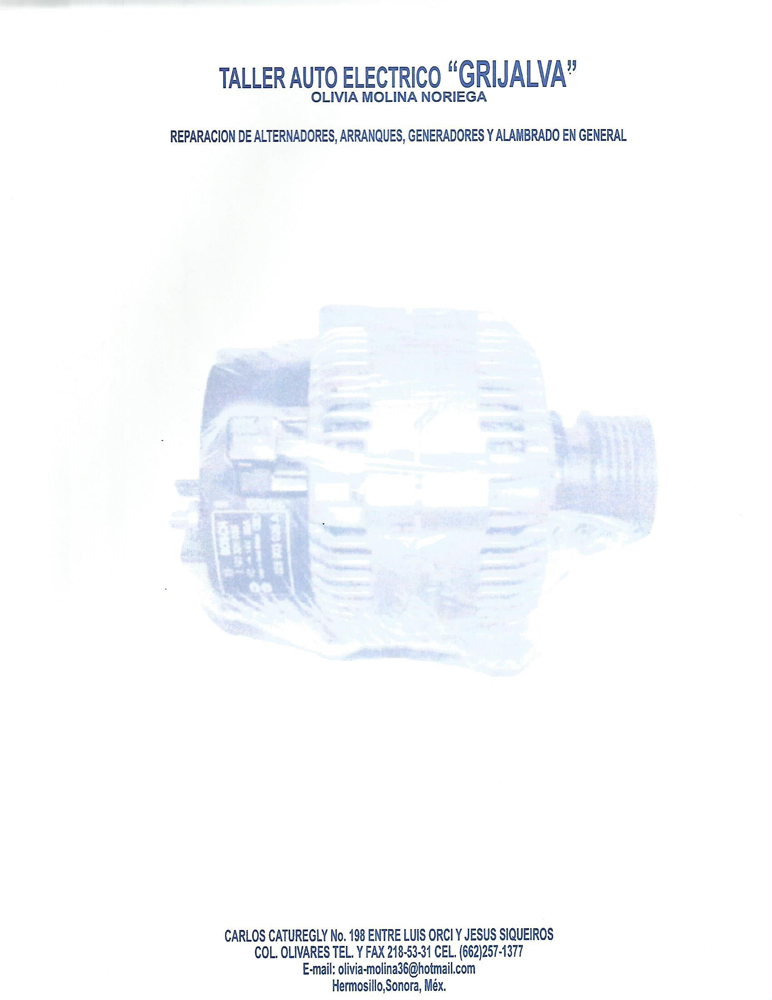 TALLER AUTO ELECTRICO “GRIJALVA”
OLIVIA MOLINA NORIEGA
REPARACION DE ALTERNADORES, ARRANQUES, GENERADORES Y ALAMBRADO EN GENERAL
CARLOS CATUREGLY No. 198 ENTRE LUIS ORCI Y JESUS SIQUEIROS
COL. OLIVARES TEL. Y FAX 218-53-31 CEL. (662)257-1377
E-mail: olivia-molina36@hotmail.com
Hermosillo,Sonora, Méx.